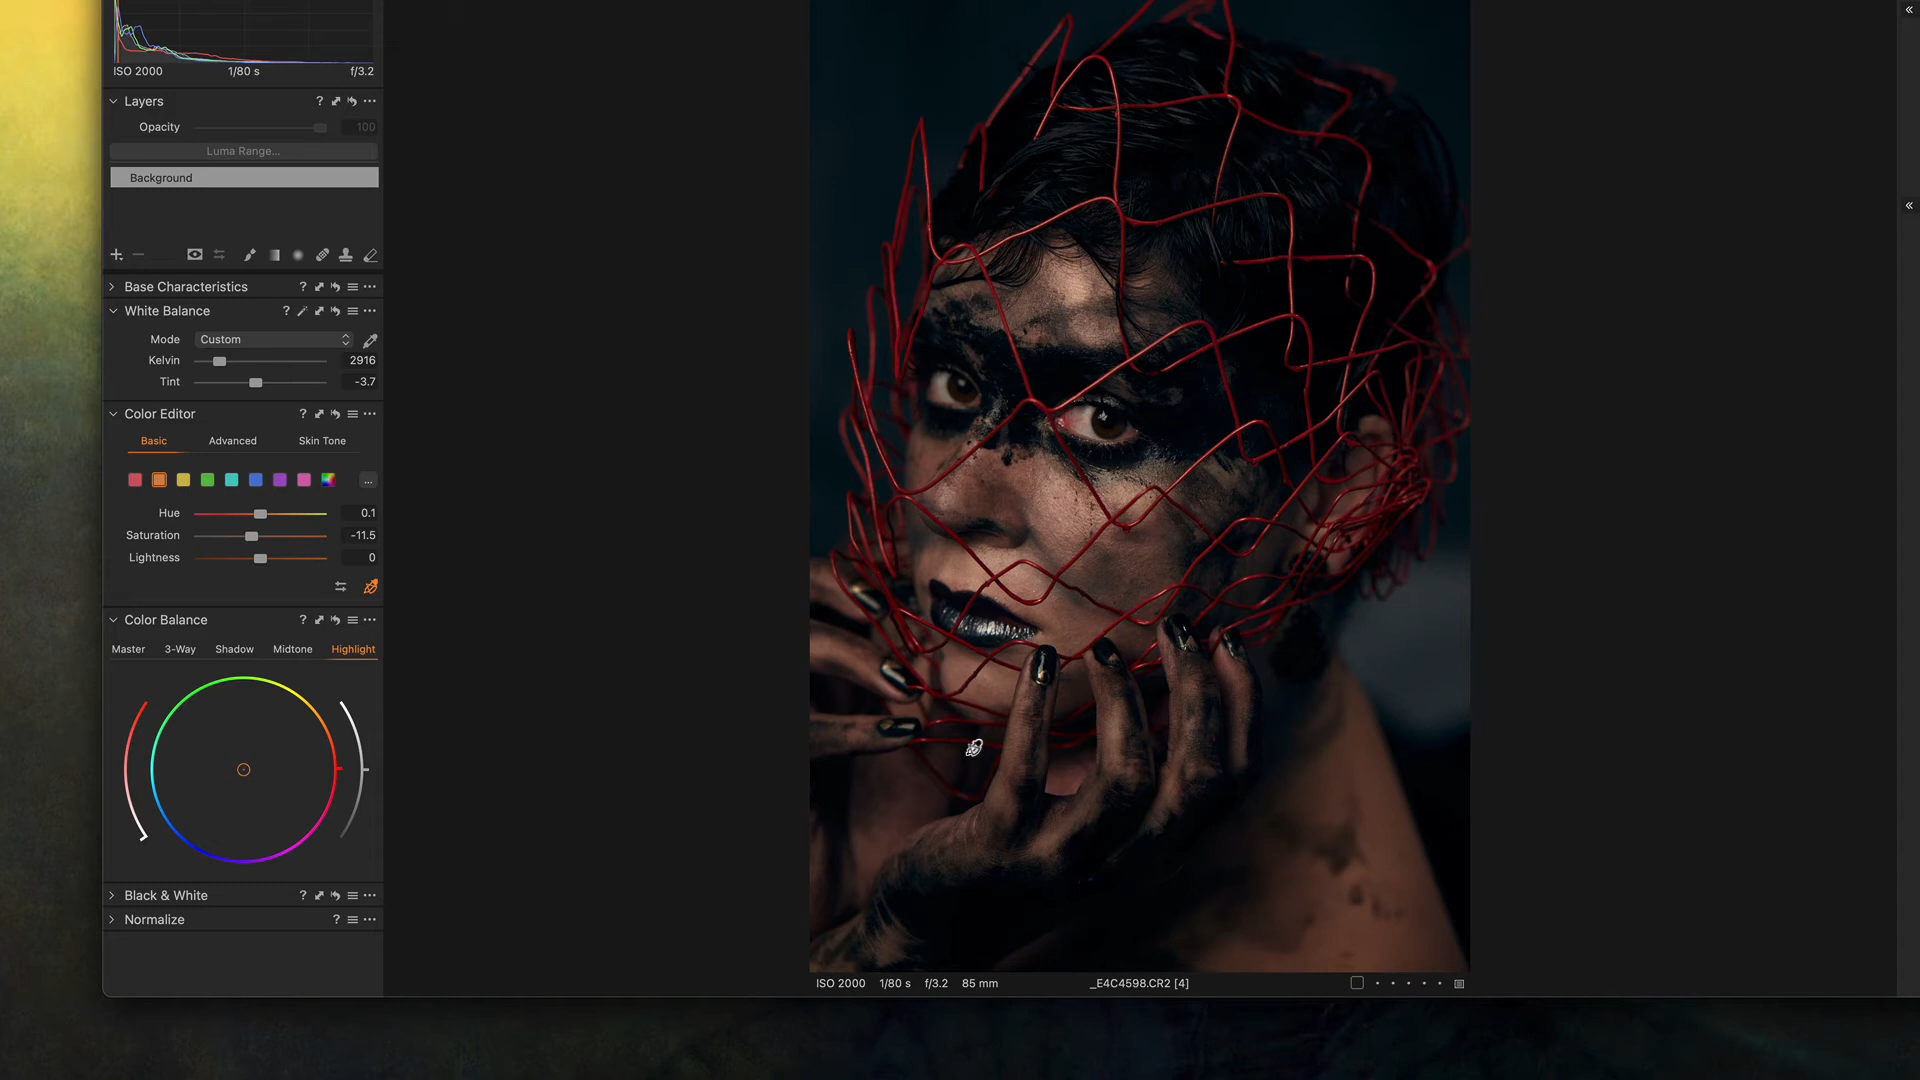 ISO 2000 1/80 s f/3.2
Layers ?
Opacity 100
Luma Range...
Background
Base Characteristics ?
White Balance ?
Mode Custom
Kelvin 2916
Tint -3.7
Color Editor ?
Basic Advanced Skin Tone
...
Hue 0.1
Saturation -11.5
Lightness 0
Color Balance ?
Master 3-Way Shadow Midtone Highlight
Black & White ?
Normalize ?
ISO 2000 1/80 s f/3.2 85 mm _E4C4598.CR2 [4]